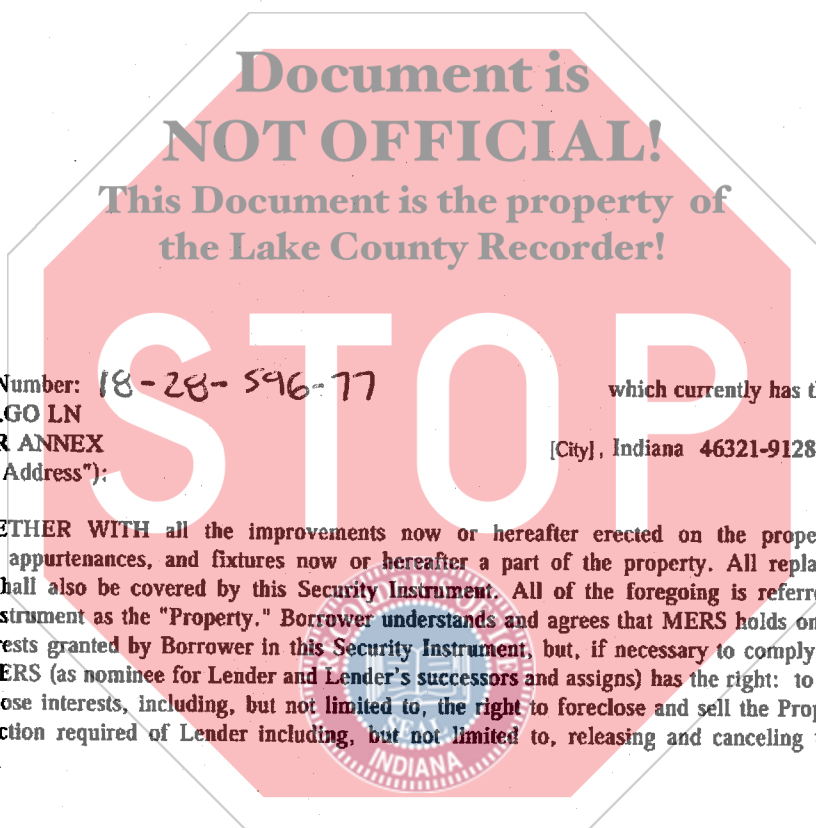 Document is
NOT OFFICIAL!
This Document is the property of
the Lake County Recorder!
STOP
Number: 18-28-596-77 which currently has th
GO LN
R ANNEX [City], Indiana 46321-9128
Address"):
ETHER WITH all the improvements now or hereafter erected on the prope
appurtenances, and fixtures now or hereafter a part of the property. All repla
hall also be covered by this Security Instrument. All of the foregoing is referre
strument as the "Property." Borrower understands and agrees that MERS holds on
rests granted by Borrower in this Security Instrument, but, if necessary to comply
ERS (as nominee for Lender and Lender's successors and assigns) has the right: to
ose interests, including, but not limited to, the right to foreclose and sell the Prop
ction required of Lender including, but not limited to, releasing and canceling t
SEAL
INDIANA